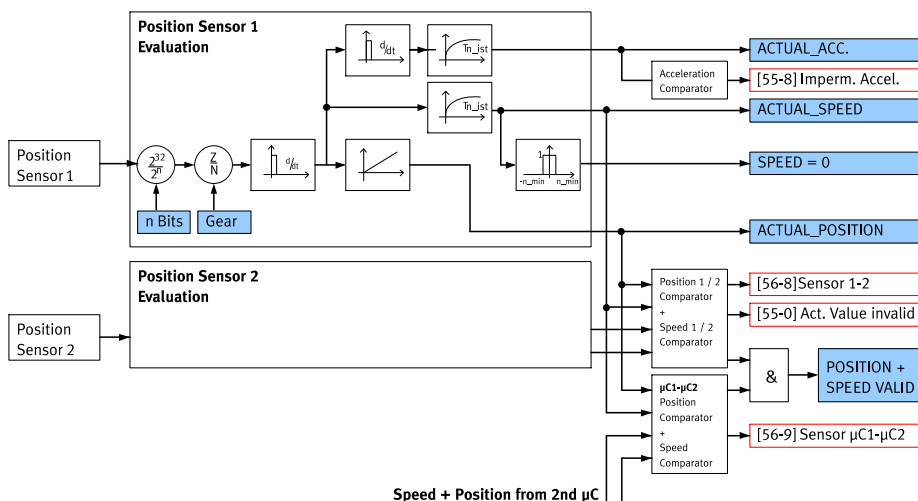 Position Sensor 1
Evaluation
d/dt
Tn_ist
ACTUAL_ACC.
Acceleration
Comparator
[55-8] Imperm. Accel.
Tn_ist
ACTUAL_SPEED
Position
Sensor 1
2^32
2^n
Z
N
d/dt
1
-n_min
n_min
SPEED = 0
n Bits
Gear
ACTUAL_POSITION
Position Sensor 2
Evaluation
Position
Sensor 2
Position 1 / 2
Comparator
+
Speed 1 / 2
Comparator
[56-8]Sensor 1-2
[55-0] Act. Value invalid
&
POSITION +
SPEED VALID
µC1-µC2
Position
Comparator
+
Speed
Comparator
[56-9] Sensor µC1-µC2
Speed + Position from 2nd µC